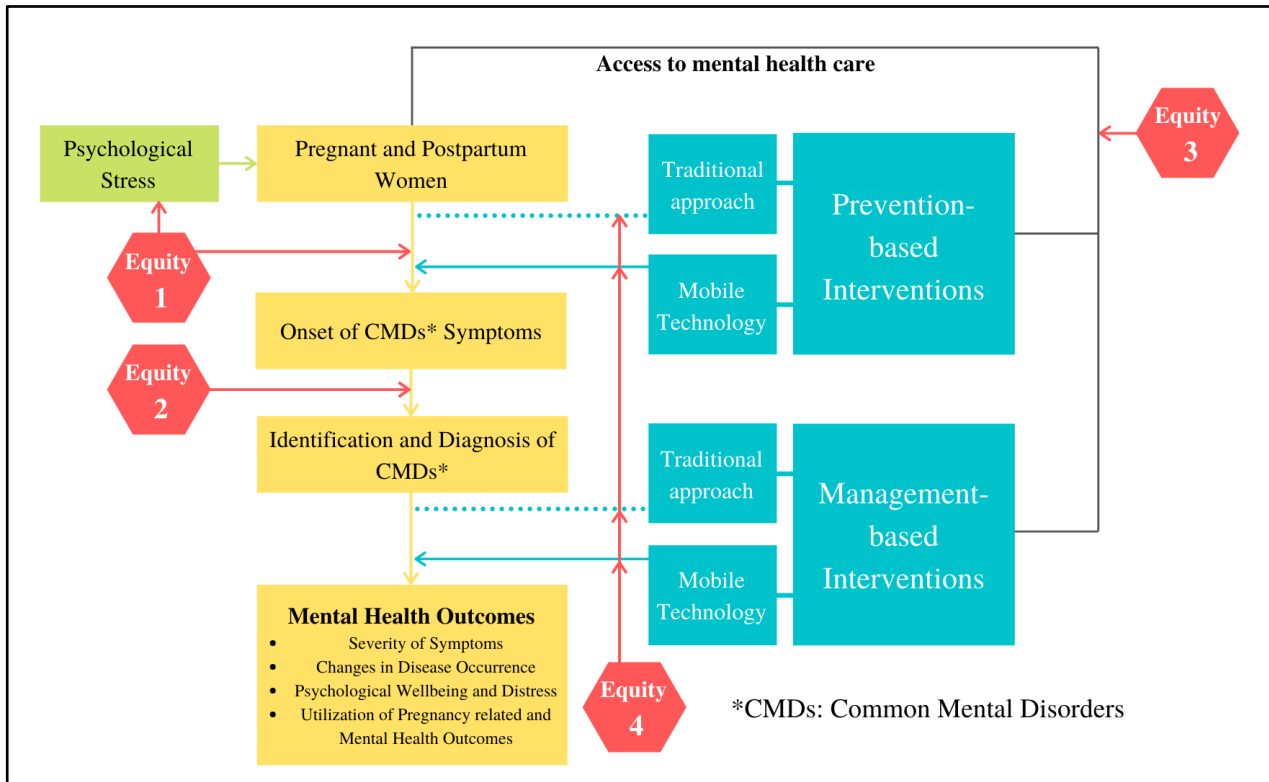 Access to mental health care
Equity
3
Psychological
Stress
Pregnant and Postpartum
Women
Traditional
approach
Prevention-
based
Interventions
Equity
1
Mobile
Technology
Onset of CMDs* Symptoms
Equity
2
Identification and Diagnosis of
CMDs*
Traditional
approach
Management-
based
Interventions
Mobile
Technology
Mental Health Outcomes
• Severity of Symptoms
• Changes in Disease Occurrence
• Psychological Wellbeing and Distress
• Utilization of Pregnancy related and
Mental Health Outcomes
Equity
4
*CMDs: Common Mental Disorders